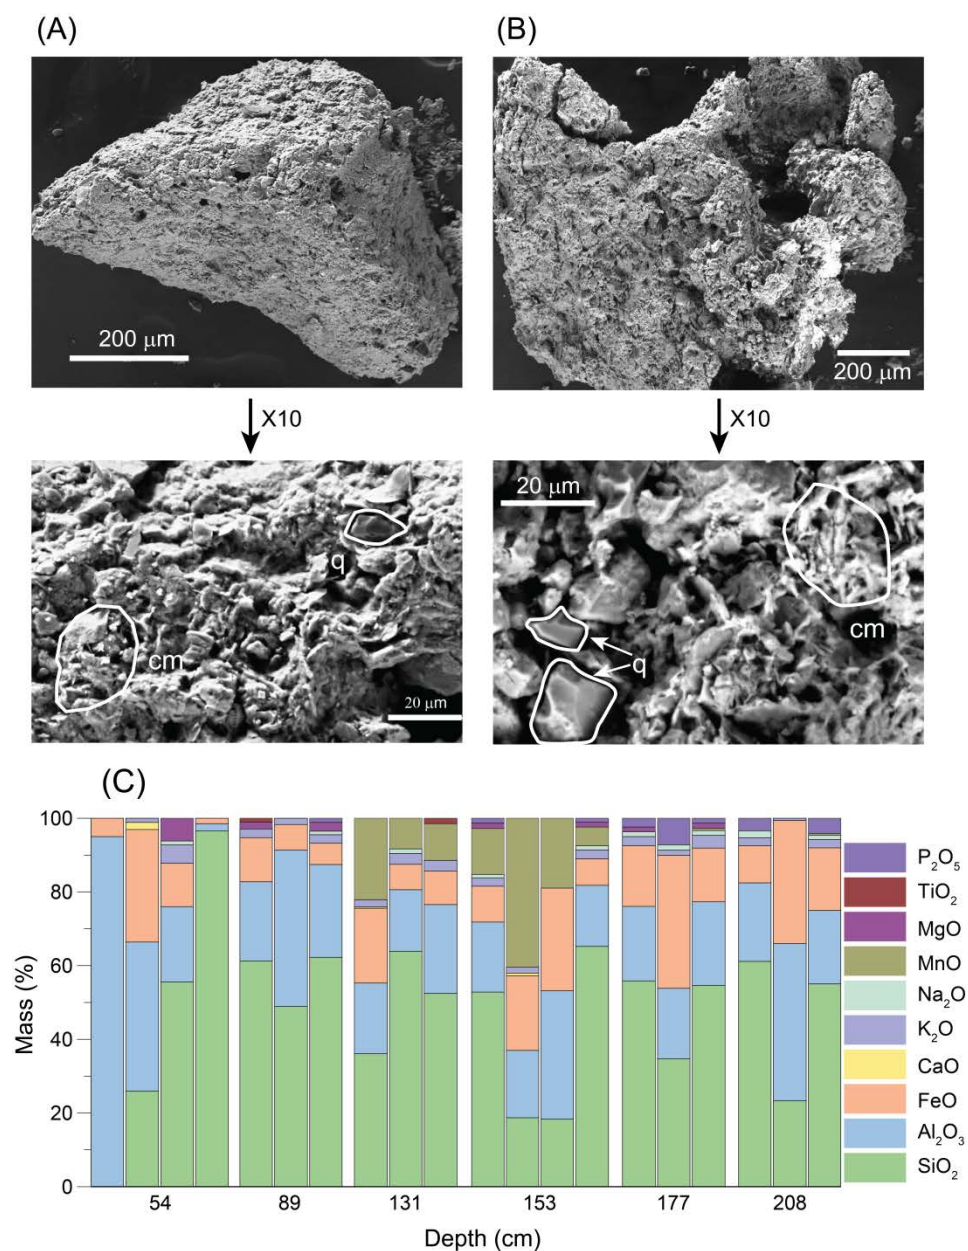 (A)
(B)
200 μm
200 μm
X10
X10
q
cm
20 μm
20 μm
cm
q
(C)
Mass (%)
100
80
60
40
20
0
54
89
131
153
177
208
Depth (cm)
P₂O₅
TiO₂
MgO
MnO
Na₂O
K₂O
CaO
FeO
Al₂O₃
SiO₂